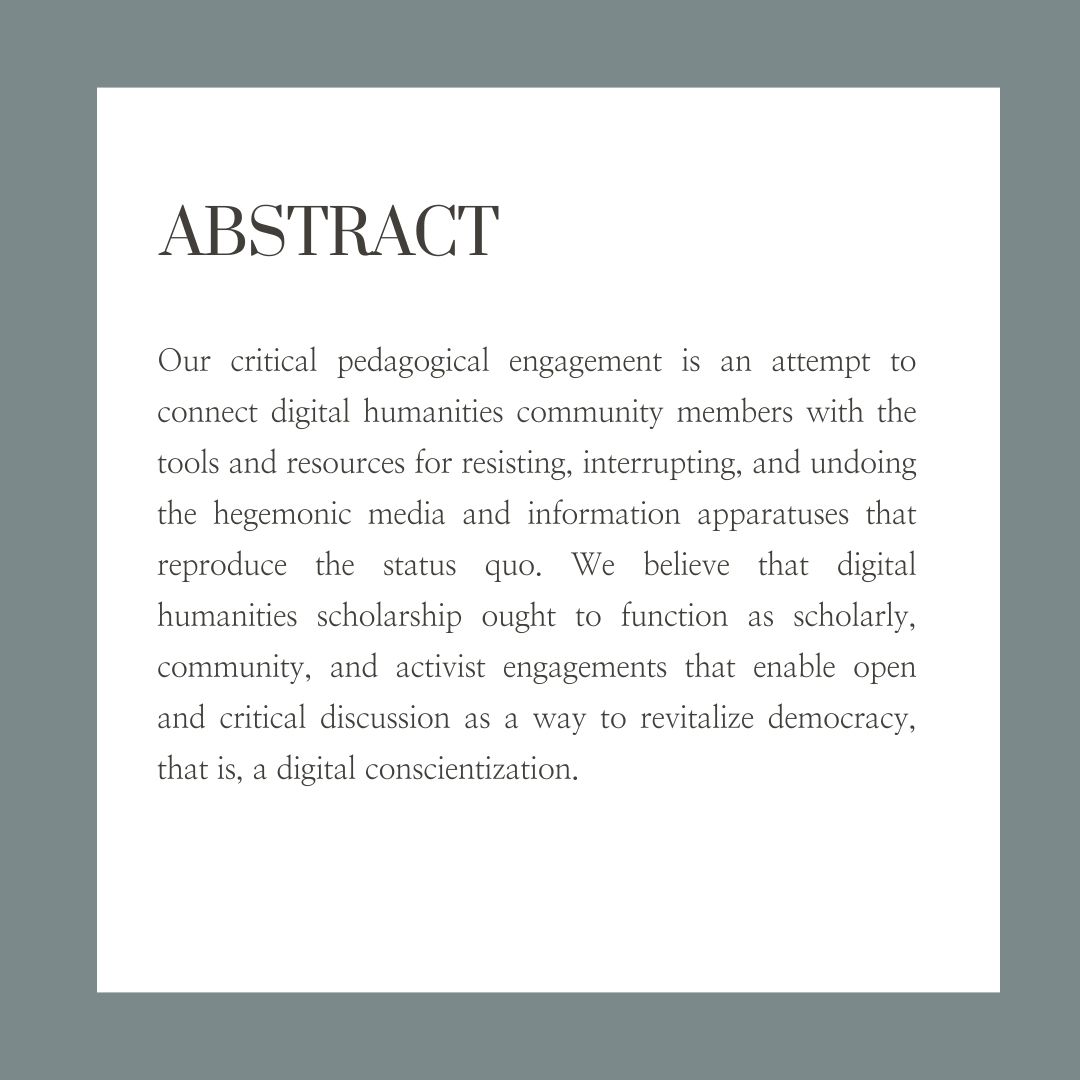 ABSTRACT
Our critical pedagogical engagement is an attempt to
connect digital humanities community members with the
tools and resources for resisting, interrupting, and undoing
the hegemonic media and information apparatuses that
reproduce the status quo. We believe that digital
humanities scholarship ought to function as scholarly,
community, and activist engagements that enable open
and critical discussion as a way to revitalize democracy,
that is, a digital conscientization.